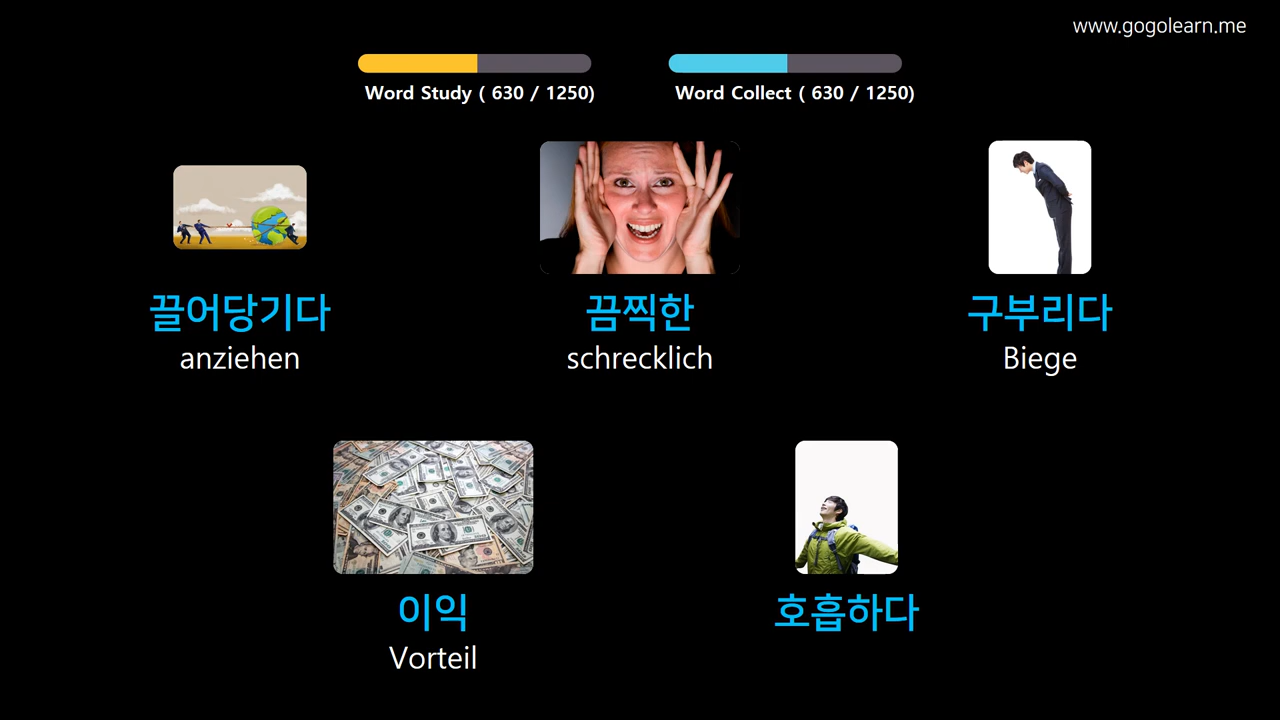 www.gogolearn.me
Word Study ( 630 / 1250)
Word Collect ( 630 / 1250)
끌어당기다
anziehen
끔찍한
schrecklich
구부리다
Biege
이익
Vorteil
호흡하다